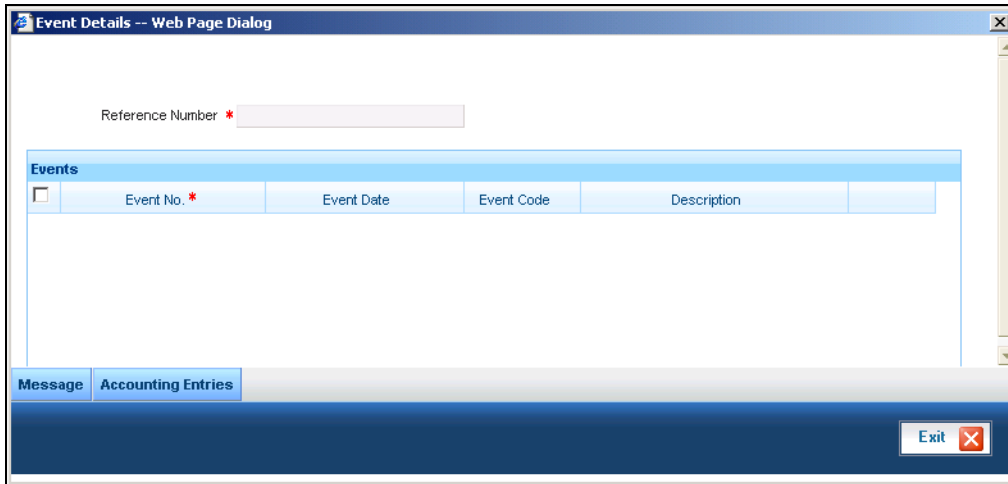 Event Details -- Web Page Dialog
Reference Number *
Events
Event No. * Event Date Event Code Description
Message Accounting Entries
Exit